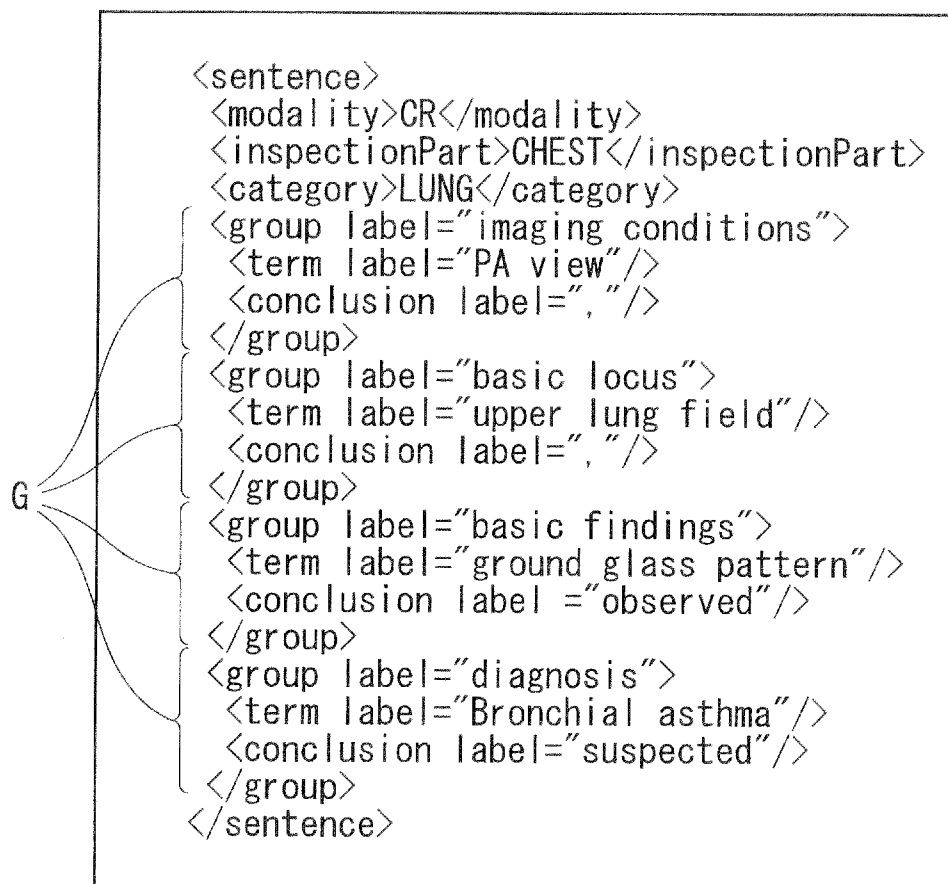 <sentence>
<modality>CR</modality>
<inspectionPart>CHEST</inspectionPart>
<category>LUNG</category>
<group label="imaging conditions">
<term label="PA view"/>
<conclusion label=","/>
</group>
<group label="basic locus">
<term label="upper lung field"/>
<conclusion label=","/>
</group>
G
<group label="basic findings">
<term label="ground glass pattern"/>
<conclusion label ="observed"/>
</group>
<group label="diagnosis">
<term label="Bronchial asthma"/>
<conclusion label="suspected"/>
</group>
</sentence>